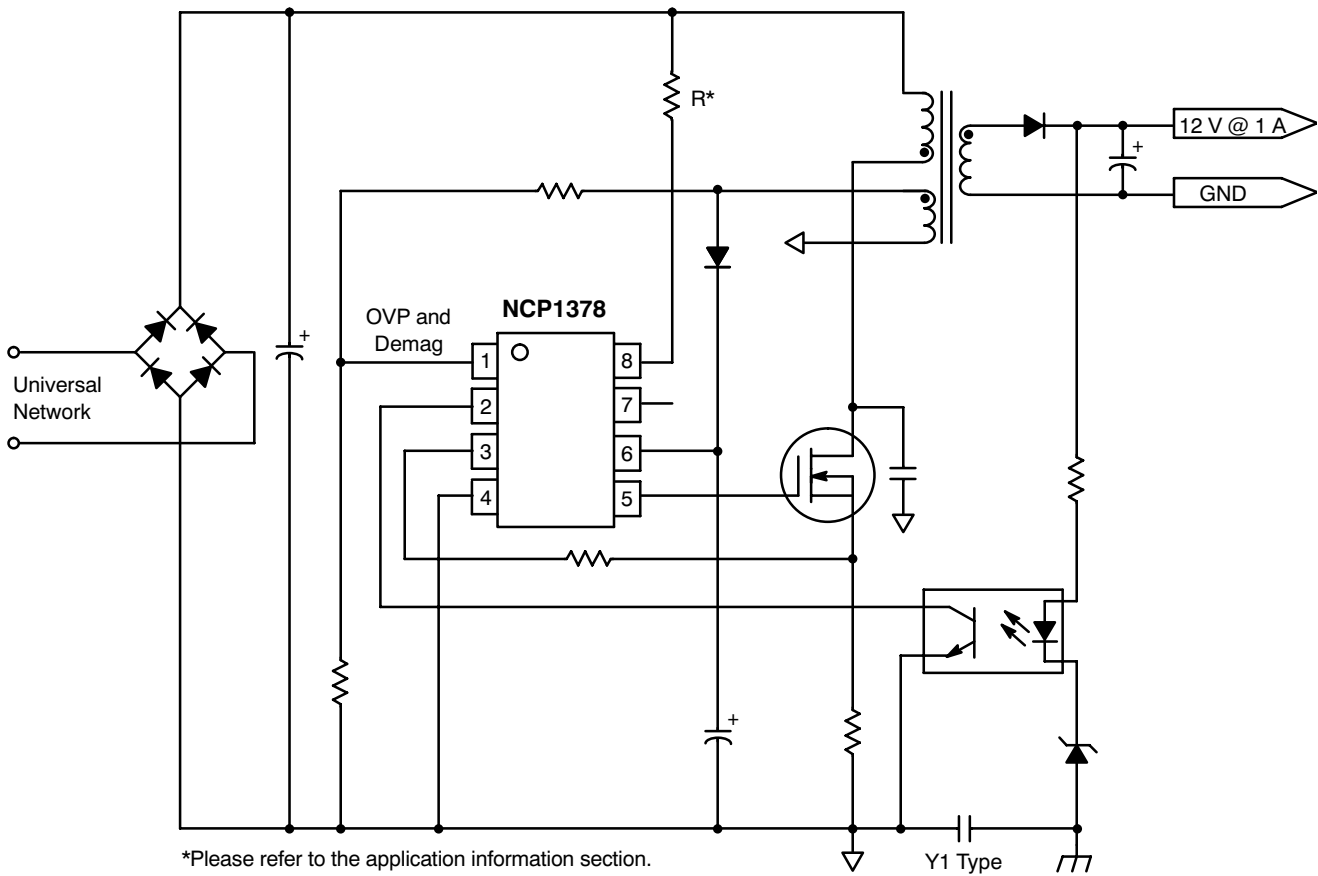 R*
+
12 V @ 1 A
GND
NCP1378
OVP and
Demag
+
1
8
2
7
3
6
4
5
Universal
Network
+
*Please refer to the application information section.
Y1 Type